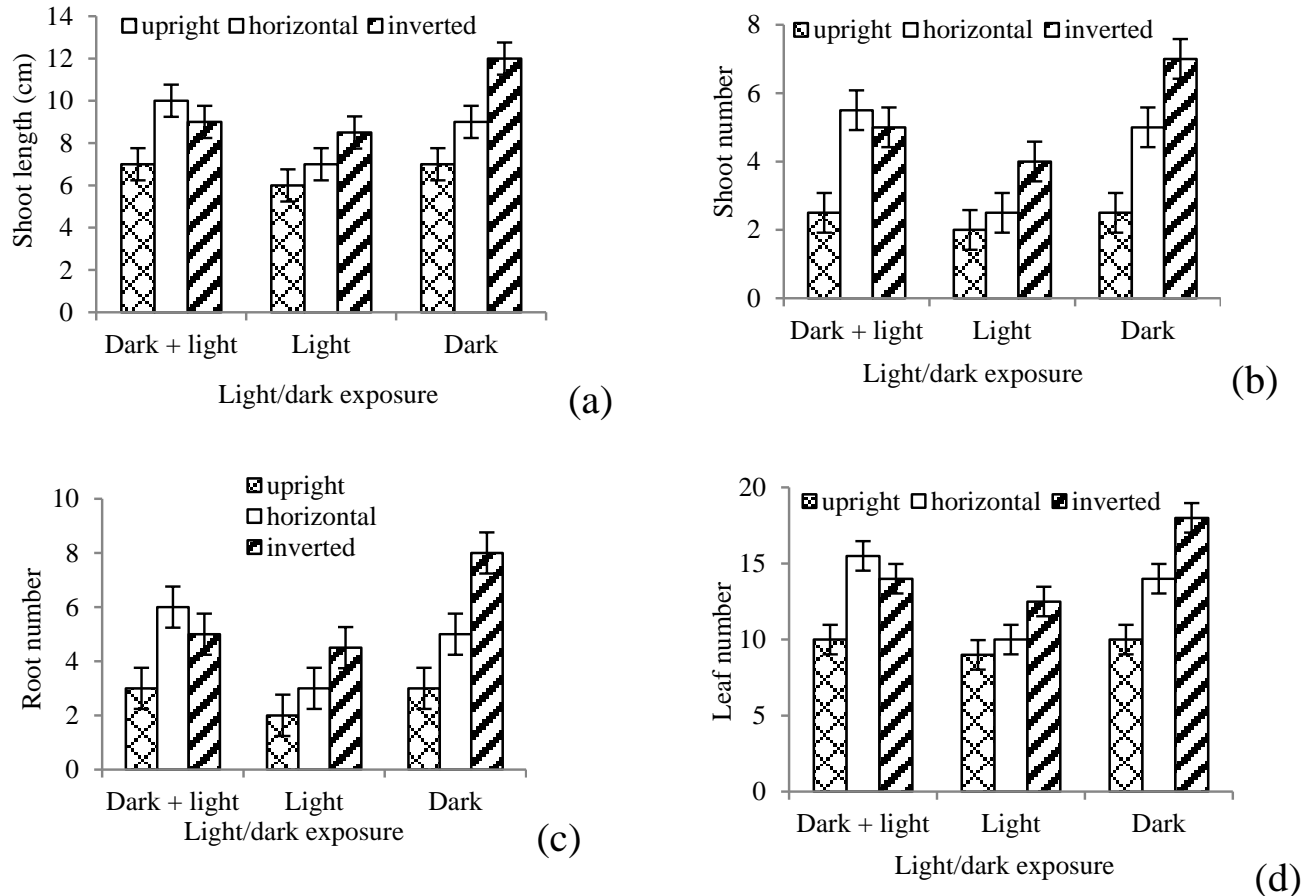 Shoot length (cm)
14
12
10
8
6
4
2
0
upright horizontal inverted
Dark + light Light Dark
Light/dark exposure
(a)
Shoot number
8
6
4
2
0
upright horizontal inverted
Dark + light Light Dark
Light/dark exposure
(b)
Root number
10
8
6
4
2
0
upright
horizontal
inverted
Dark + light Light Dark
Light/dark exposure
(c)
Leaf number
20
15
10
5
0
upright horizontal inverted
Dark + light Light Dark
Light/dark exposure
(d)